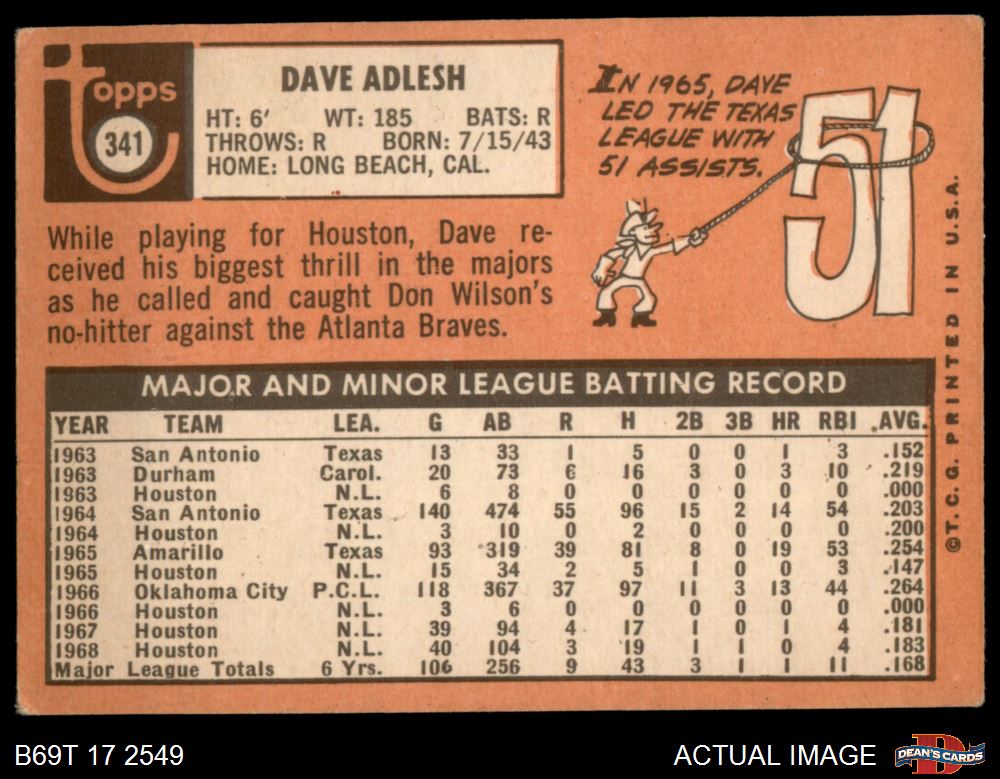 Topps
341
DAVE ADLESH
HT: 6' WT: 185 BATS: R
THROWS: R BORN: 7/15/43
HOME: LONG BEACH, CAL.
While playing for Houston, Dave re-
ceived his biggest thrill in the majors
as he called and caught Don Wilson's
no-hitter against the Atlanta Braves.
IN 1965, DAVE
LED THE TEXAS
LEAGUE WITH
51 ASSISTS.
51
MAJOR AND MINOR LEAGUE BATTING RECORD
YEAR TEAM LEA. G AB R H 2B 3B HR RBI AVG.
1963 San Antonio Texas 13 33 1 5 0 0 1 3 .152
1963 Durham Carol. 20 73 6 16 3 0 3 10 .219
1963 Houston N.L. 6 8 0 0 0 0 0 0 .000
1964 San Antonio Texas 140 474 55 96 15 2 14 54 .203
1964 Houston N.L. 3 10 0 2 0 0 0 0 .200
1965 Amarillo Texas 93 319 39 81 8 0 19 53 .254
1965 Houston N.L. 15 34 2 5 1 0 0 3 .147
1966 Oklahoma City P.C.L. 118 367 37 97 11 3 13 44 .264
1966 Houston N.L. 3 6 0 0 0 0 0 0 .000
1967 Houston N.L. 39 94 4 17 1 0 1 4 .181
1968 Houston N.L. 40 104 3 19 1 1 0 4 .183
Major League Totals 6 Yrs. 106 256 9 43 3 1 1 11 .168
©T.C.G. PRINTED IN U.S.A.
B69T 17 2549
ACTUAL IMAGE
D
DEAN'S CARDS